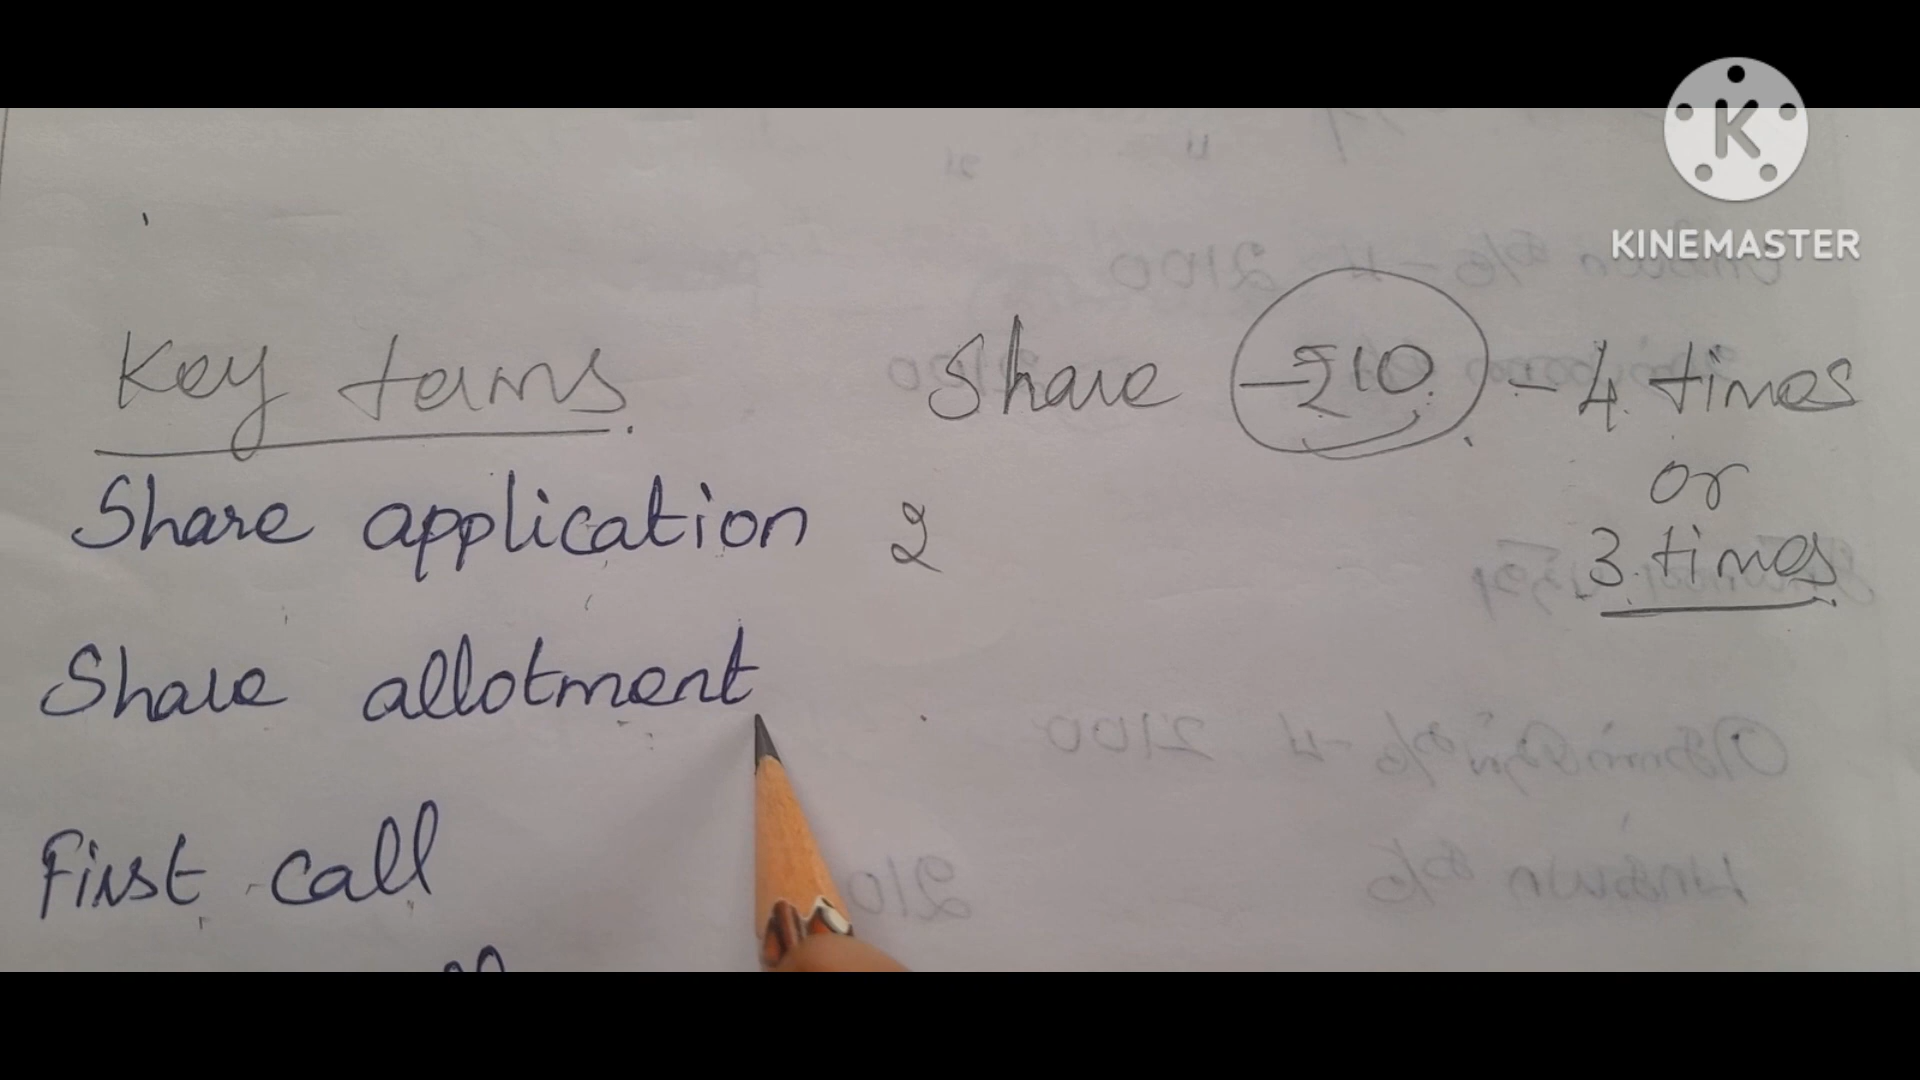 KINEMASTER
Key terms
Share -₹10. - 4 times
or
3 times
Share application 2
Share allotment
First call